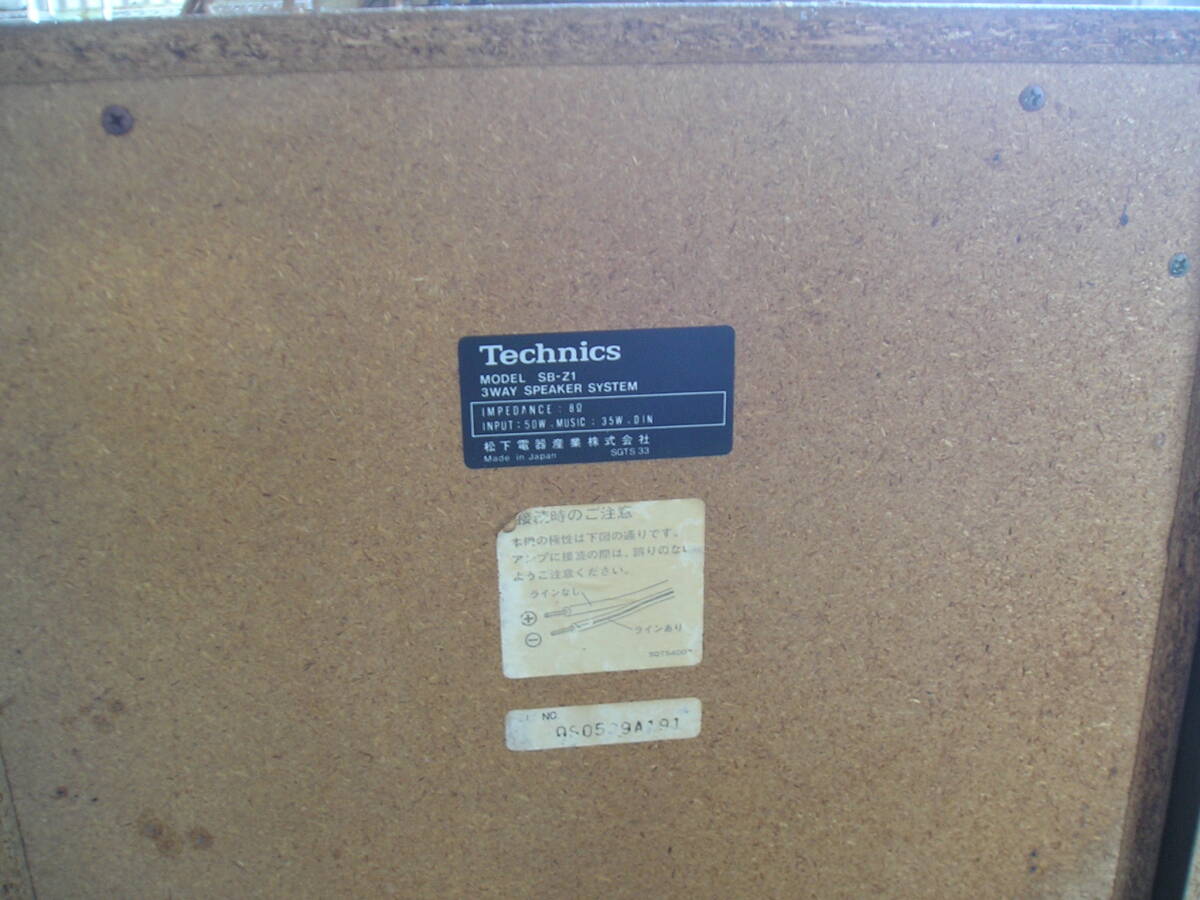 Technics
MODEL SB-Z1
3WAY SPEAKER SYSTEM
IMPEDANCE : 8Ω
INPUT : 50W . MUSIC : 35W . DIN
松下電器産業株式会社
Made in Japan SGTS 33
接続時のご注意
本機の極性は下図の通りです。
アンプに接続の際は、誤りのない
ようご注意ください。
ラインなし
⊕
⊖
ラインあり
NO.